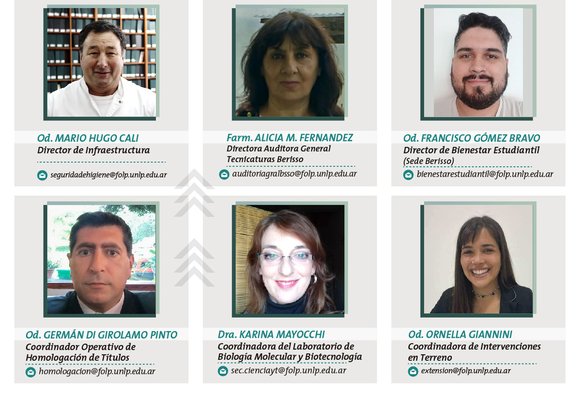 Od. MARIO HUGO CALI
Director de Infraestructura
seguridadehigiene@folp.unlp.edu.ar
Farm. ALICIA M. FERNANDEZ
Directora Auditora General
Tecnicaturas Berisso
auditoriagralbsso@folp.unlp.edu.ar
Od. FRANCISCO GÓMEZ BRAVO
Director de Bienestar Estudiantil
(Sede Berisso)
bienestarestudiantil@folp.unlp.edu.ar
Od. GERMÁN DI GIROLAMO PINTO
Coordinador Operativo de
Homologación de Títulos
homologacion@folp.unlp.edu.ar
Dra. KARINA MAYOCCHI
Coordinadora del Laboratorio de
Biología Molecular y Biotecnología
sec.cienciayt@folp.unlp.edu.ar
Od. ORNELLA GIANNINI
Coordinadora de Intervenciones
en Terreno
extension@folp.unlp.edu.ar